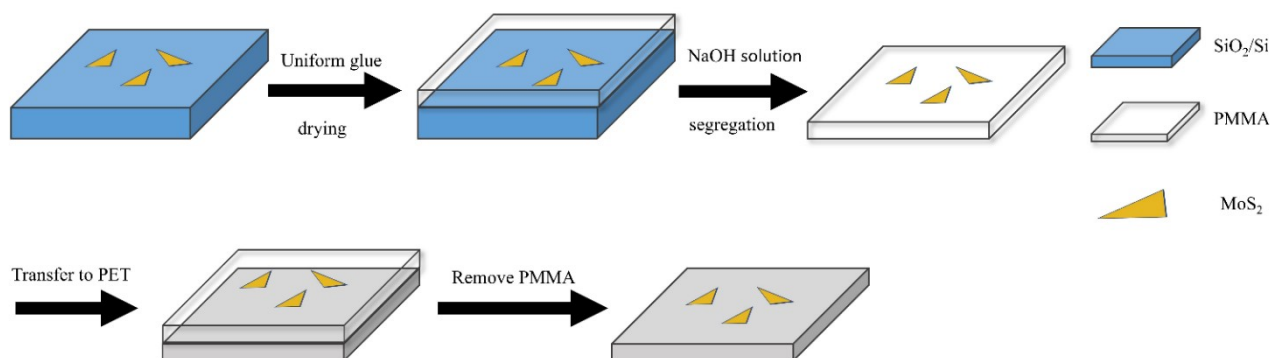 Uniform glue
drying
NaOH solution
segregation
SiO₂/Si
PMMA
MoS₂
Transfer to PET
Remove PMMA